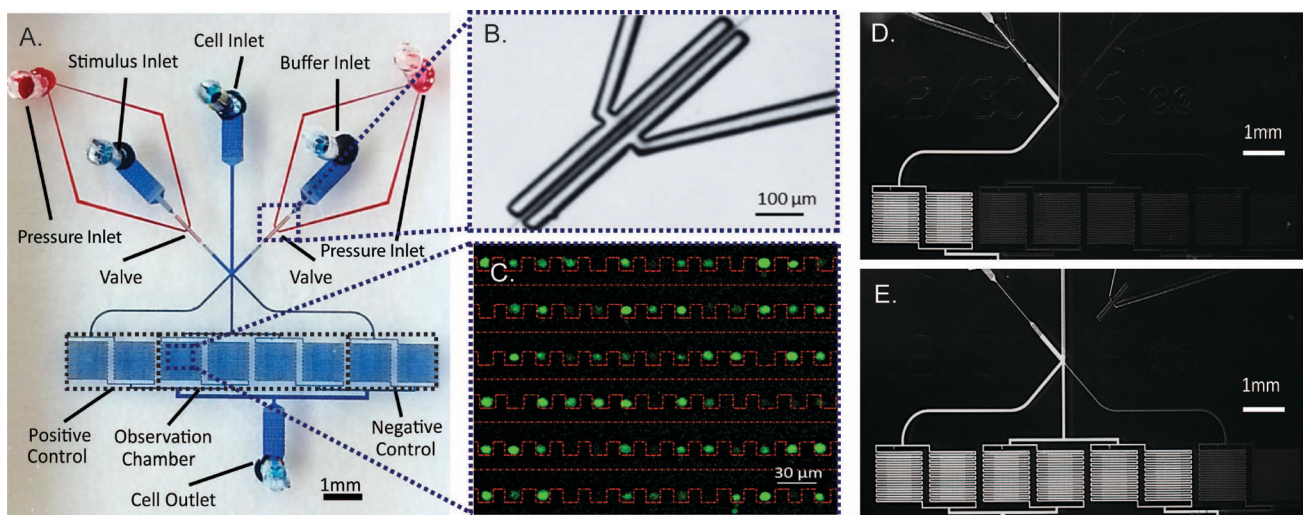 A.
Cell Inlet
Stimulus Inlet
Buffer Inlet
Pressure Inlet
Valve
Valve
Pressure Inlet
Positive
Control
Observation
Chamber
Negative
Control
Cell Outlet
1mm
B.
100 µm
C.
30 µm
D.
1mm
E.
1mm